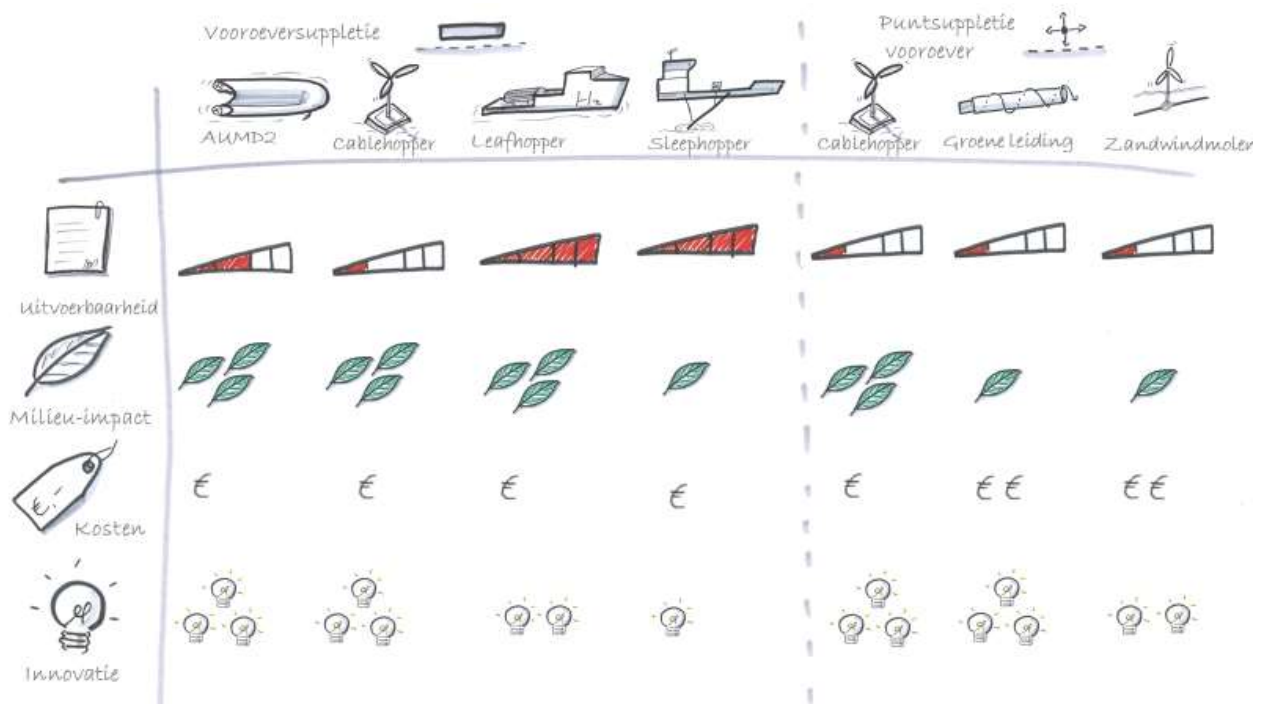 Vooroeversuppletie
Puntsuppletie
vooroever
H2
AUMD2
Cablehopper
Leafhopper
Sleephopper
Cablehopper
Groene leiding
Zandwindmolen
Uitvoerbaarheid
Milieu-impact
€
€
€
€
€
€ €
€ €
€.-
Kosten
Innovatie